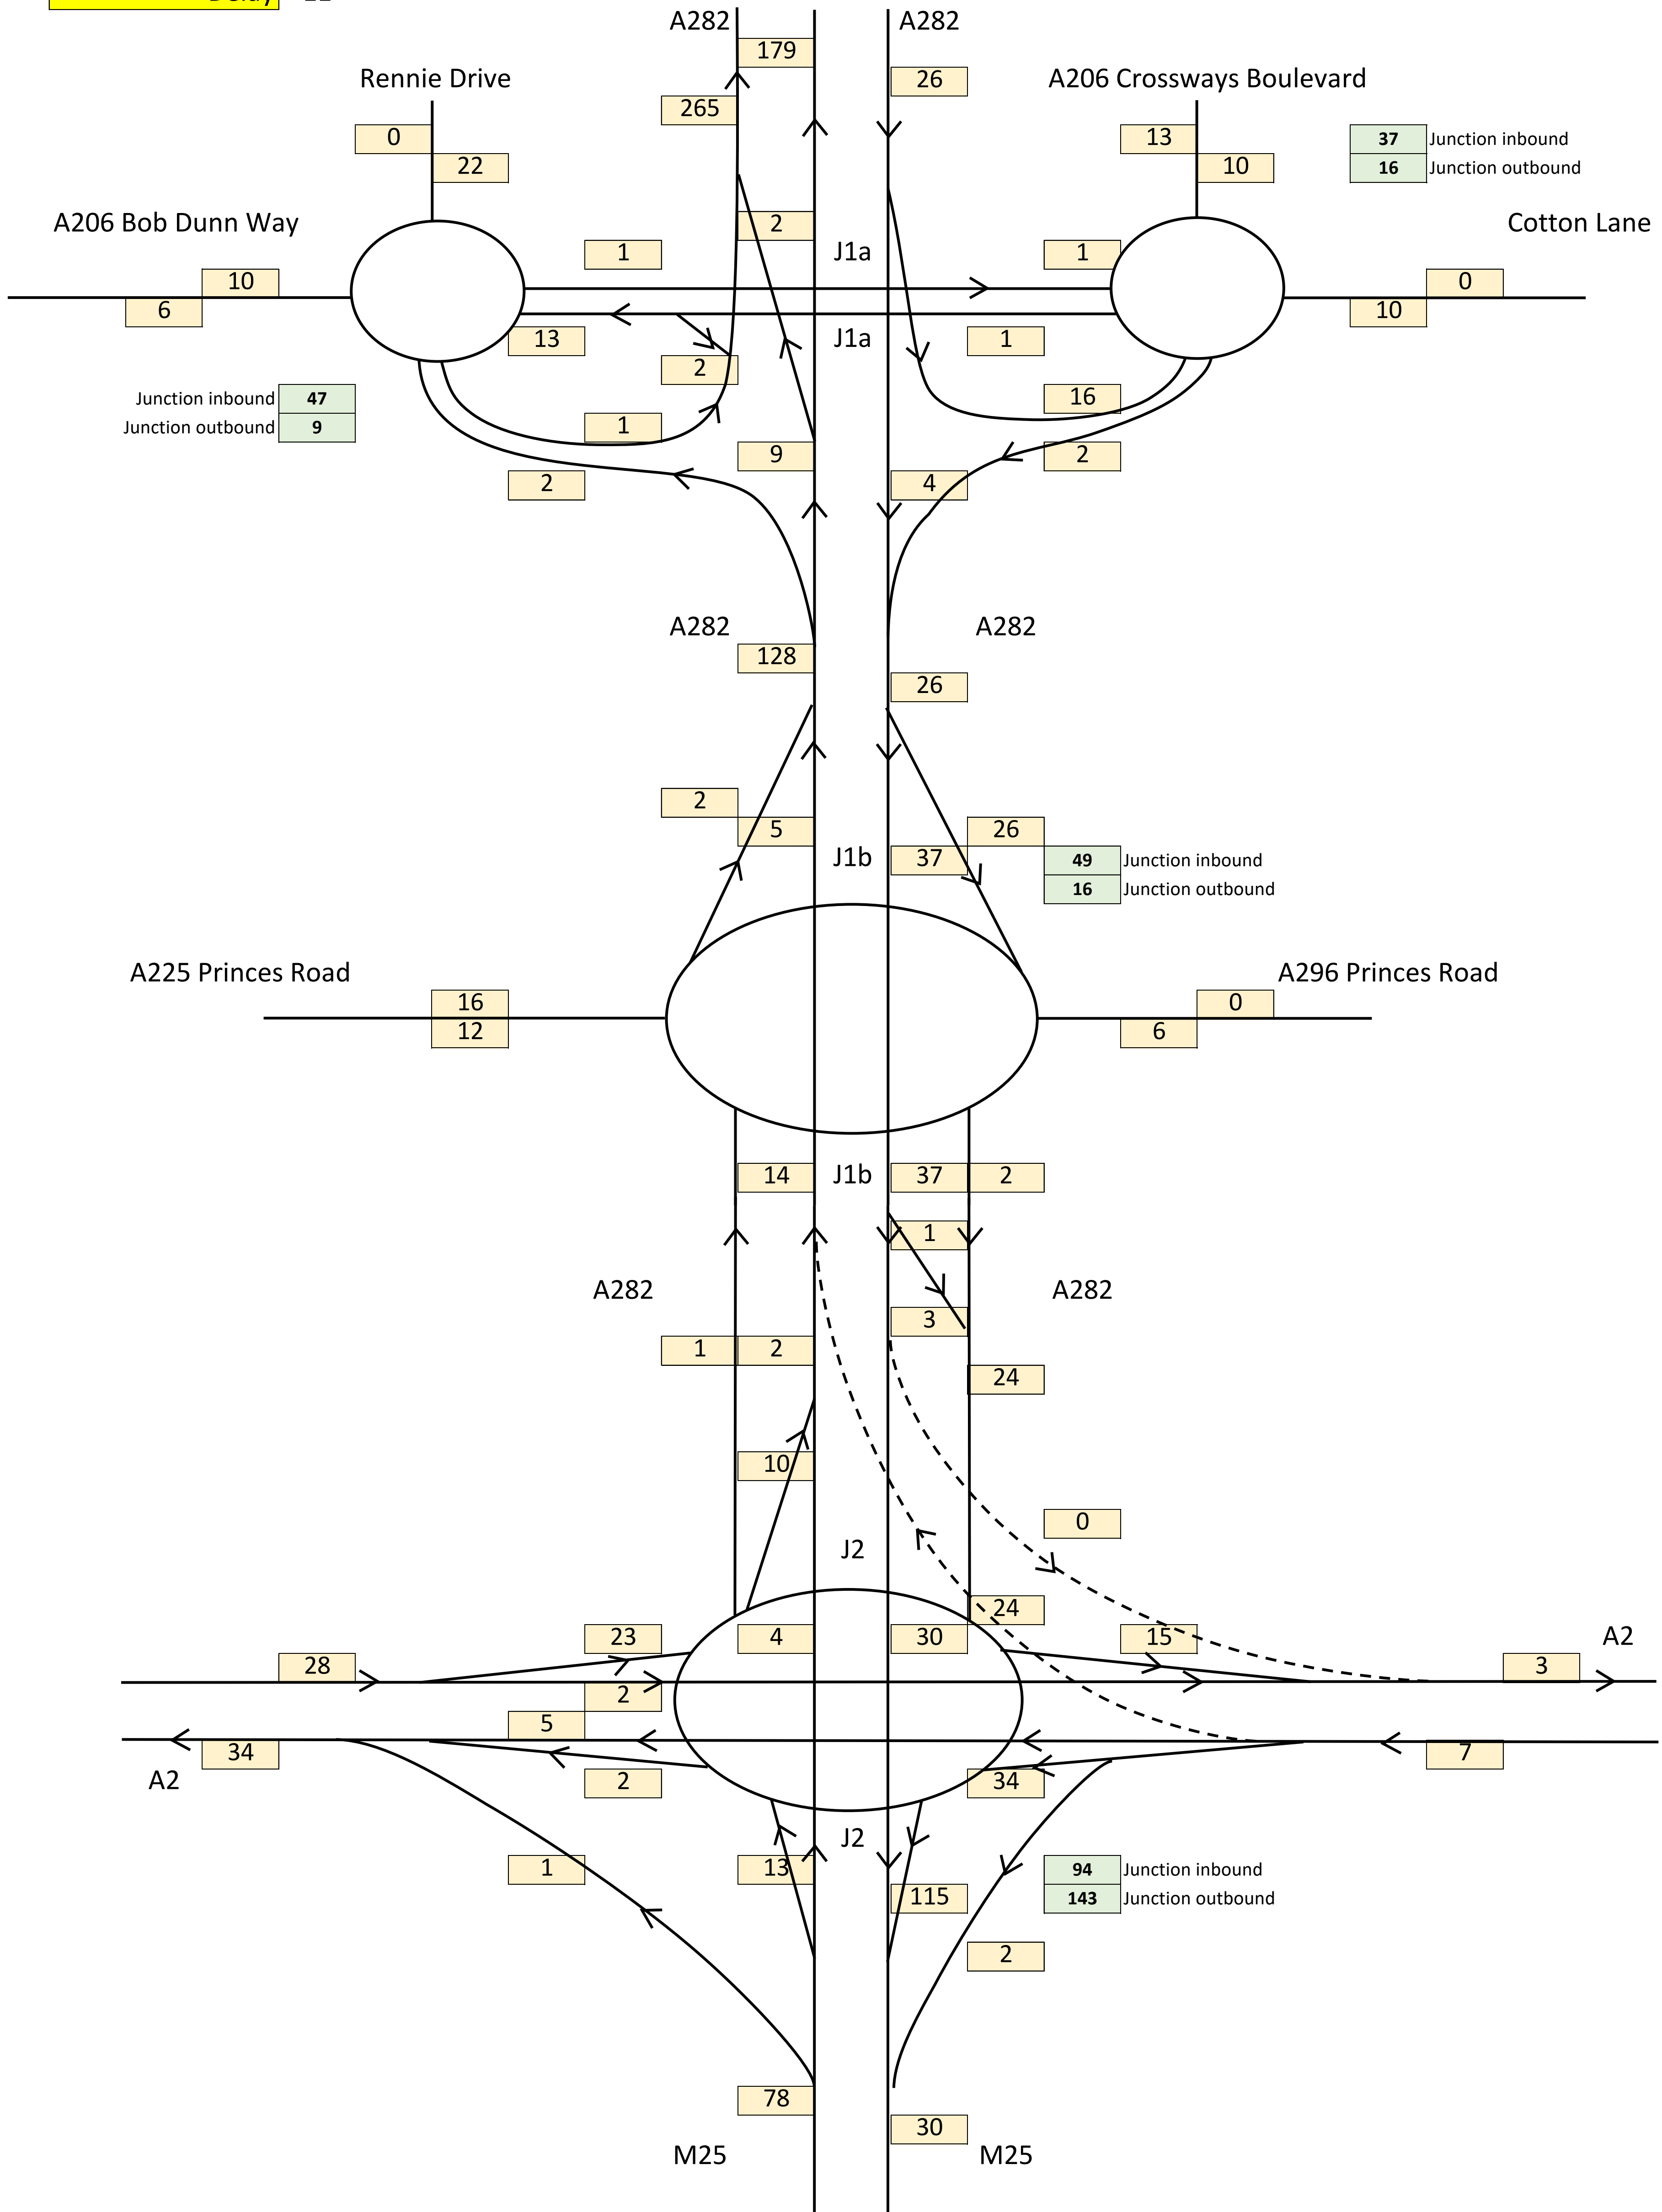 A282 A282
179
26
Rennie Drive A206 Crossways Boulevard
265
0 13 37 Junction inbound
22 10 16 Junction outbound
A206 Bob Dunn Way 2 Cotton Lane
1 J1a 1
10 0
6 10
13 J1a 1
2
Junction inbound 47 16
Junction outbound 9 1
9 2
2 4
A282 A282
128
26
2
5 26
J1b 37 49 Junction inbound
16 Junction outbound
A225 Princes Road A296 Princes Road
16 0
12 6
14 J1b 37 2
1
A282 A282
3
1 2
24
10
0
J2
24
23 4 30 15 A2
28 3
2
5
34 7
A2 2 34
J2
1 13 94 Junction inbound
115 143 Junction outbound
2
78
30
M25 M25